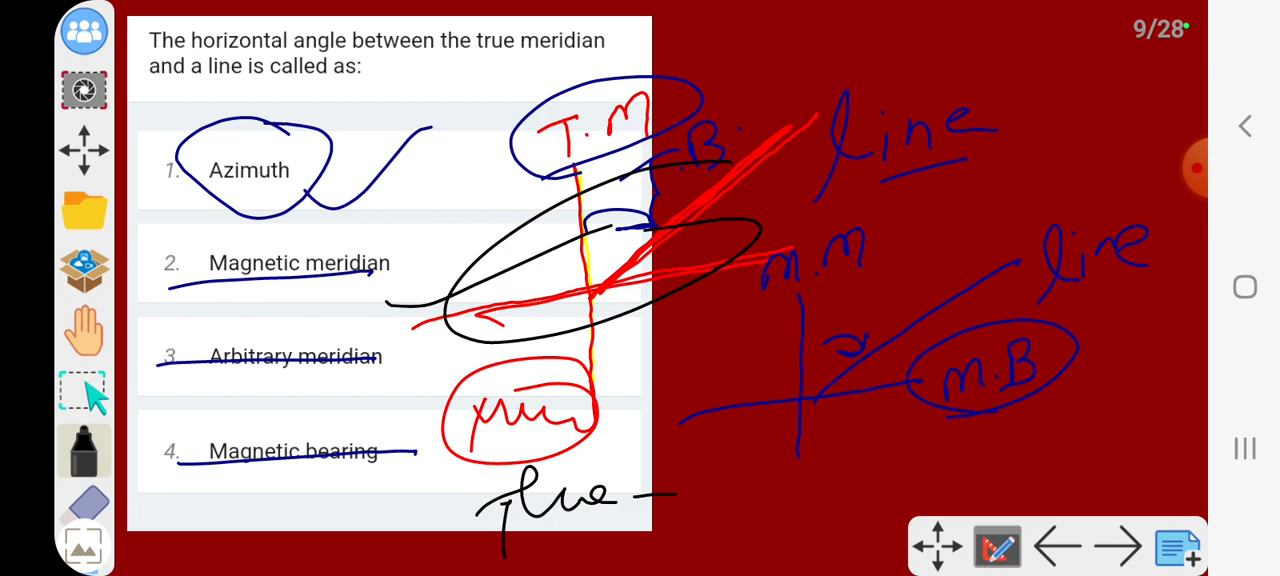 9/28
The horizontal angle between the true meridian
and a line is called as:
1. Azimuth
2. Magnetic meridian
3. Arbitrary meridian
4. Magnetic bearing
T.M
T.B.
line
M.M
line
M.B
True